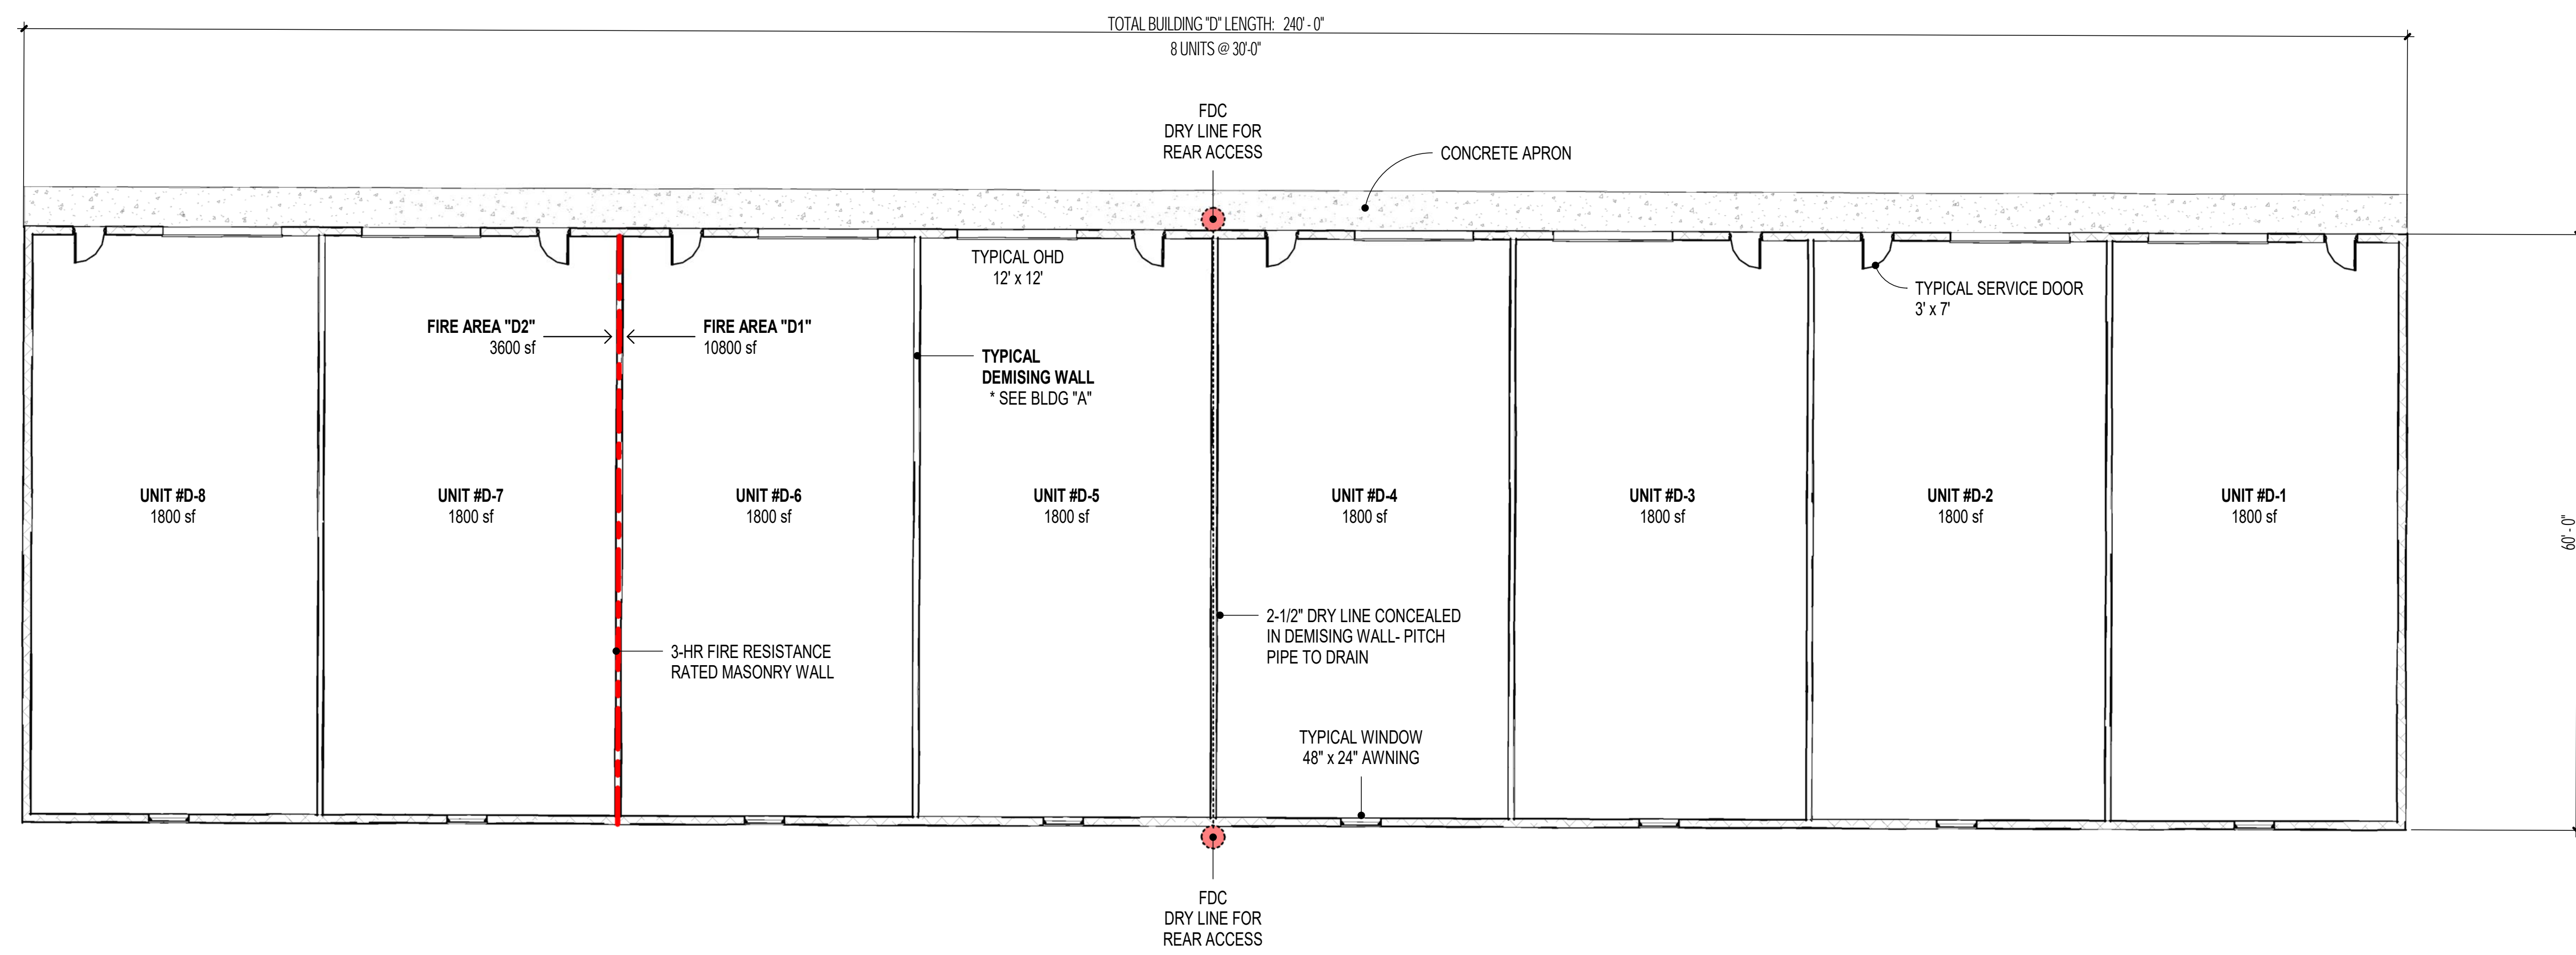 TOTAL BUILDING "D" LENGTH: 240' - 0"
8 UNITS @ 30'-0"
FDC
DRY LINE FOR
REAR ACCESS
CONCRETE APRON
TYPICAL OHD
12' x 12'
TYPICAL SERVICE DOOR
3' x 7'
FIRE AREA "D2"
3600 sf
FIRE AREA "D1"
10800 sf
TYPICAL
DEMISING WALL
* SEE BLDG "A"
UNIT #D-8
1800 sf
UNIT #D-7
1800 sf
UNIT #D-6
1800 sf
UNIT #D-5
1800 sf
UNIT #D-4
1800 sf
UNIT #D-3
1800 sf
UNIT #D-2
1800 sf
UNIT #D-1
1800 sf
60' - 0"
2-1/2" DRY LINE CONCEALED
IN DEMISING WALL- PITCH
PIPE TO DRAIN
3-HR FIRE RESISTANCE
RATED MASONRY WALL
TYPICAL WINDOW
48" x 24" AWNING
FDC
DRY LINE FOR
REAR ACCESS